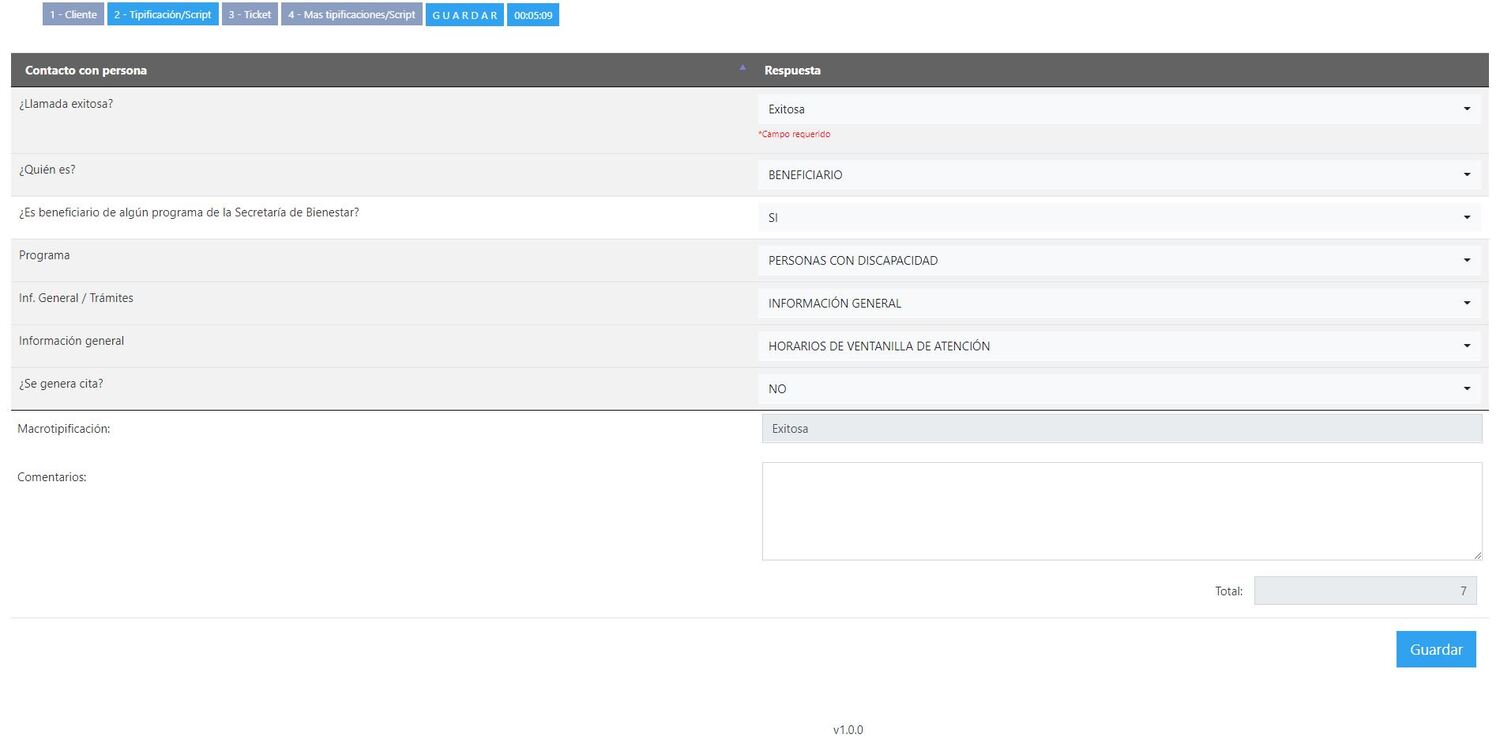 1 - Cliente 2 - Tipificación/Script 3 - Ticket 4 - Mas tipificaciones/Script G U A R D A R 00:05:09
Contacto con persona Respuesta
¿Llamada exitosa? Exitosa
*Campo requerido
¿Quién es? BENEFICIARIO
¿Es beneficiario de algún programa de la Secretaría de Bienestar? SI
Programa PERSONAS CON DISCAPACIDAD
Inf. General / Trámites INFORMACIÓN GENERAL
Información general HORARIOS DE VENTANILLA DE ATENCIÓN
¿Se genera cita? NO
Macrotipificación: Exitosa
Comentarios:
Total: 7
Guardar
v1.0.0